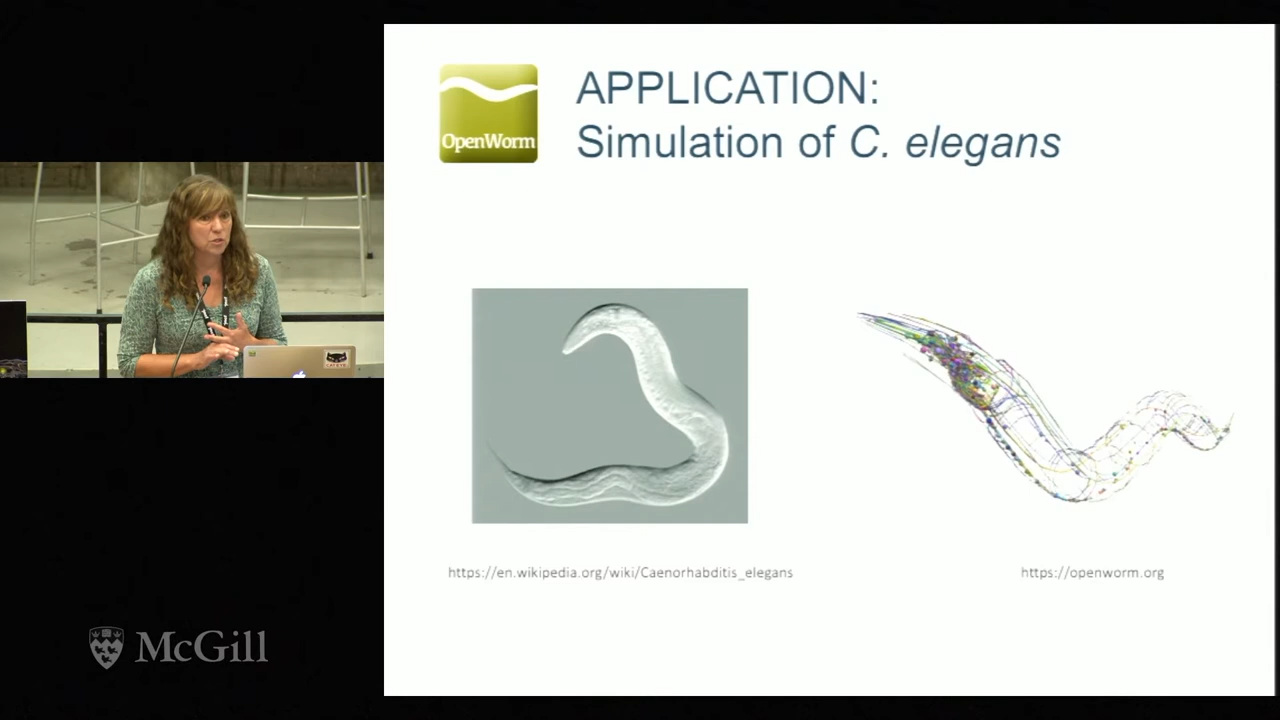 OpenWorm
APPLICATION:
Simulation of C. elegans
https://en.wikipedia.org/wiki/Caenorhabditis_elegans
https://openworm.org
McGill